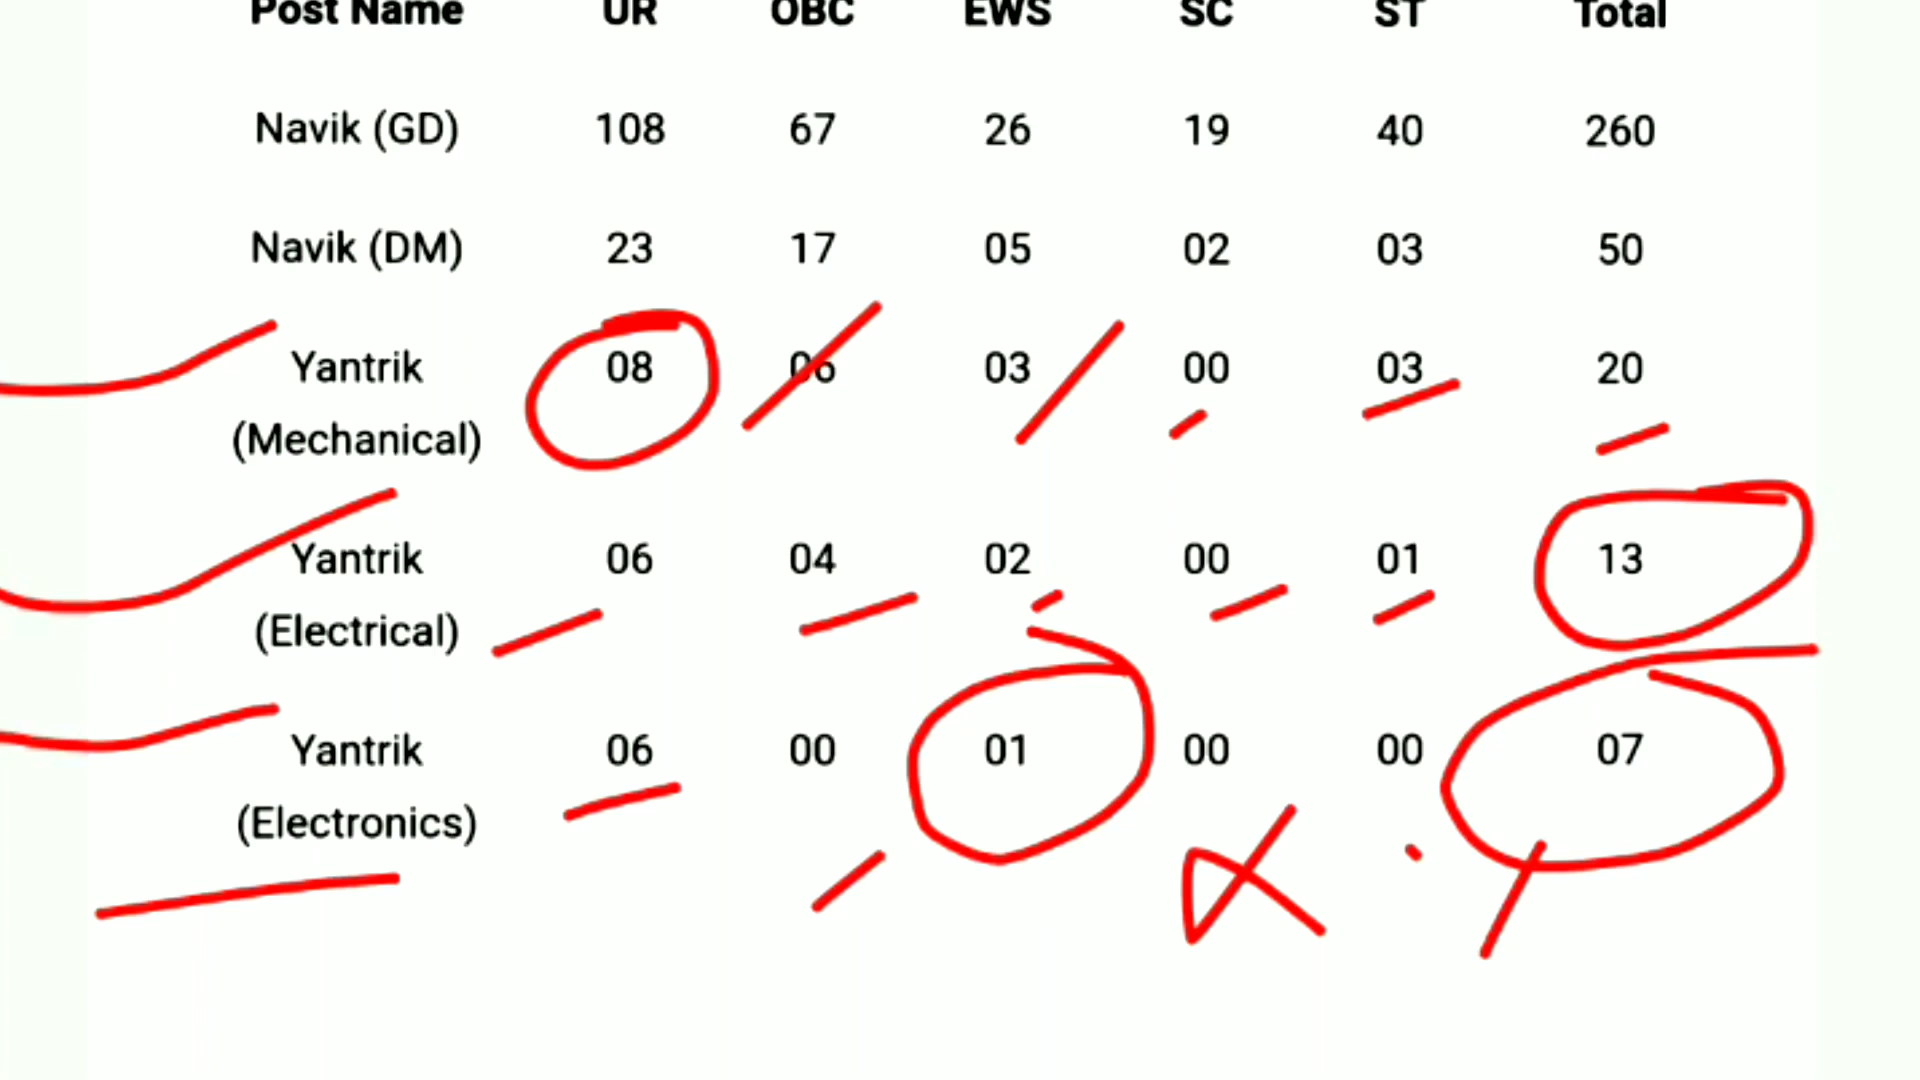 Post Name UR OBC EWS SC ST Total
Navik (GD) 108 67 26 19 40 260
Navik (DM) 23 17 05 02 03 50
Yantrik 08 06 03 00 03 20
(Mechanical)
Yantrik 06 04 02 00 01 13
(Electrical)
Yantrik 06 00 01 00 00 07
(Electronics)